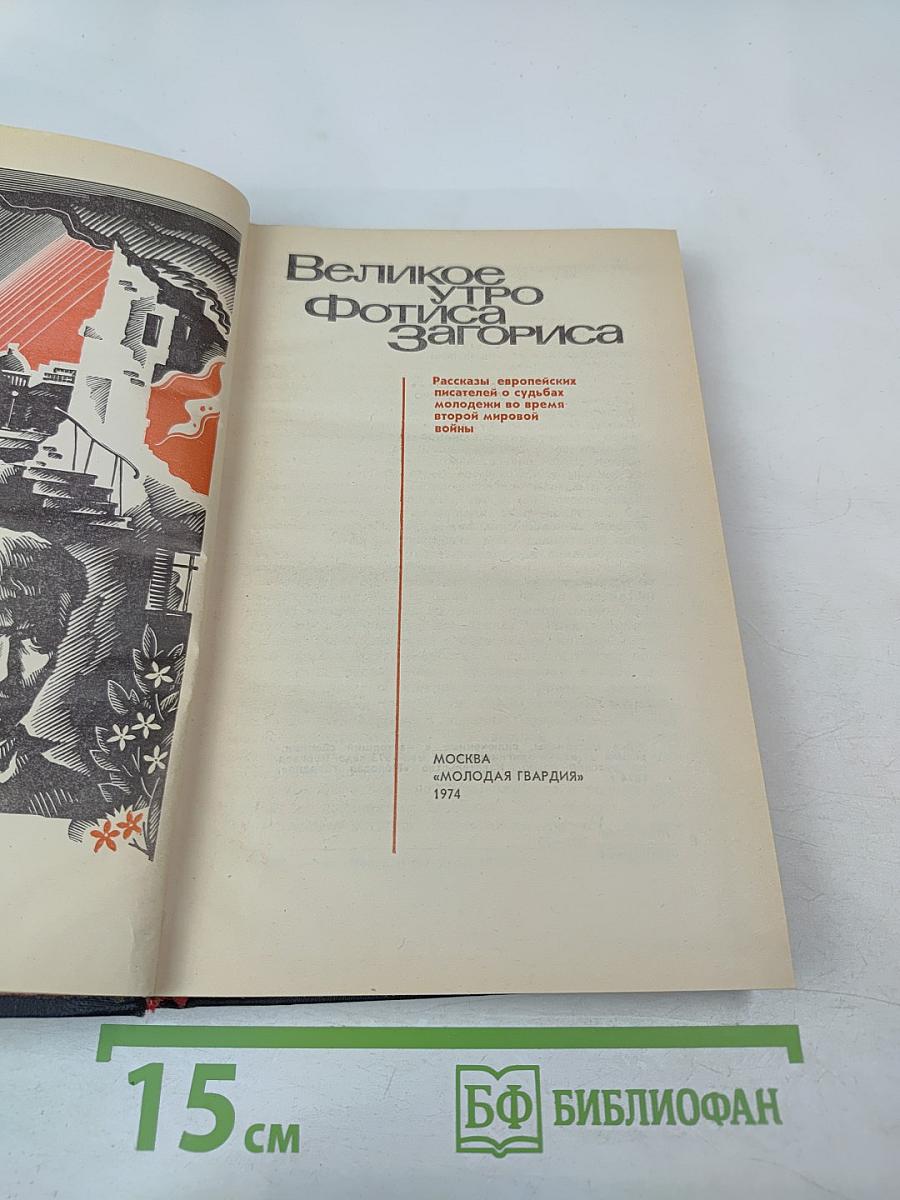 Великое
утро
Фотиса
Загориса
Рассказы европейских
писателей о судьбах
молодежи во время
второй мировой
войны
МОСКВА
«МОЛОДАЯ ГВАРДИЯ»
1974
15 см
БФ БИБЛИОФАН